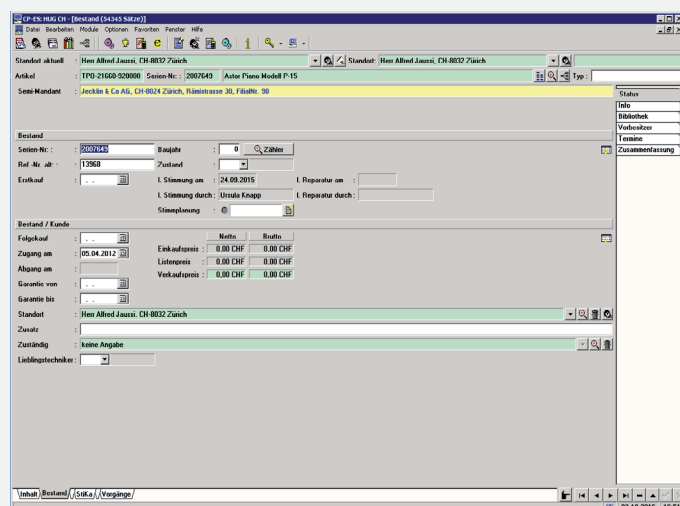 CP-ES: HUG CH - [Bestand (54345 Sätze)]
Datei Bearbeiten Module Optionen Favoriten Fenster Hilfe
Standort aktuell : Herr Alfred Jaussi, CH-8032 Zürich Standort: Herr Alfred Jaussi, CH-8032 Zürich
Artikel : TPO-21660-920000 Serien-Nr. : 2007649 Astor Piano Modell P-15 Typ :
Semi-Mandant : Jecklin & Co AG, CH-8024 Zürich, Rämistrasse 30, FilialNr. 90
Status
Info
Bibliothek
Vorbesitzer
Termine
Zusammenfassung
Bestand
Serien-Nr. : : 2007649 Baujahr : 0 Zähler
Ref.-Nr. alt: : 13968 Zustand :
Erstkauf : . . l. Stimmung am : 24.09.2015 l. Reparatur am :
l. Stimmung durch : Ursula Knapp l. Reparatur durch :
Stimmplanung :
Bestand / Kunde
Folgekauf : . . Netto Brutto
Zugang am : 05.04.2012 Einkaufspreis : 0.00 CHF 0.00 CHF
Abgang am : Listenpreis : 0.00 CHF 0.00 CHF
Garantie von : . . Verkaufspreis : 0.00 CHF 0.00 CHF
Garantie bis : . .
Standort : Herr Alfred Jaussi, CH-8032 Zürich
Zusatz :
Zuständig : keine Angabe
Lieblingstechniker :
Inhalt Bestand StiKa Vorgänge